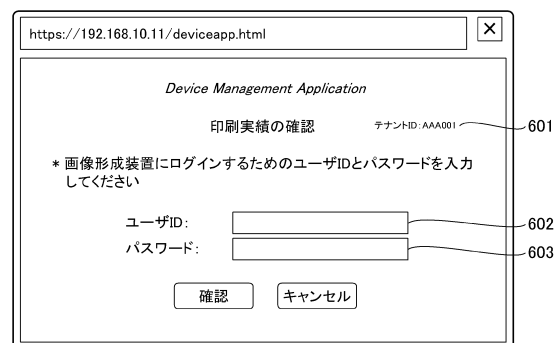 https://192.168.10.11/deviceapp.html
Device Management Application
印刷実績の確認
テナントID:AAA001
601
* 画像形成装置にログインするためのユーザIDとパスワードを入力
してください
ユーザID:
602
パスワード:
603
確認
キャンセル